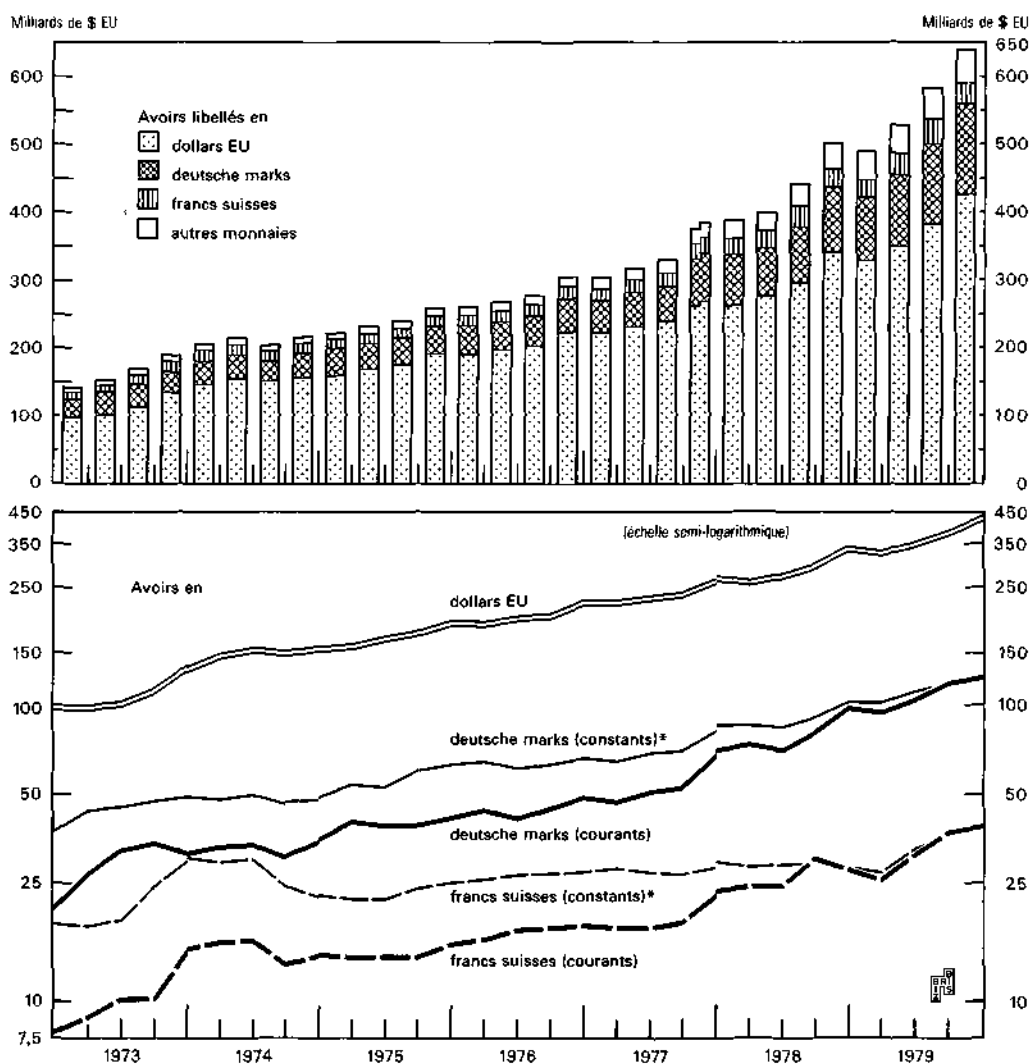 Milliards de $ EU
Milliards de $ EU
650
600
600
500
500
400
400
300
300
200
200
100
100
0
0
Avoirs libellés en
dollars EU
deutsche marks
francs suisses
autres monnaies
450
450
350
350
250
250
150
150
100
100
50
50
25
25
10
10
7,5
(échelle semi-logarithmique)
Avoirs en
dollars EU
deutsche marks (constants)*
deutsche marks (courants)
francs suisses (constants)*
francs suisses (courants)
1973 1974 1975 1976 1977 1978 1979